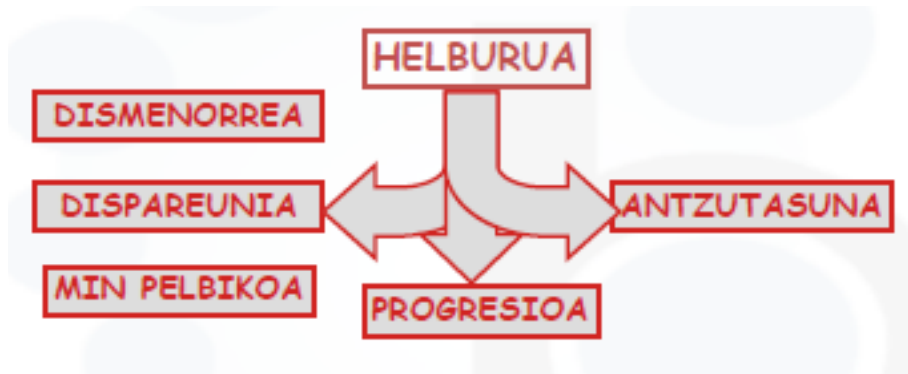 HELBURUA
DISMENORREA
DISPAREUNIA
ANTZUTASUNA
MIN PELBIKOA
PROGRESIOA